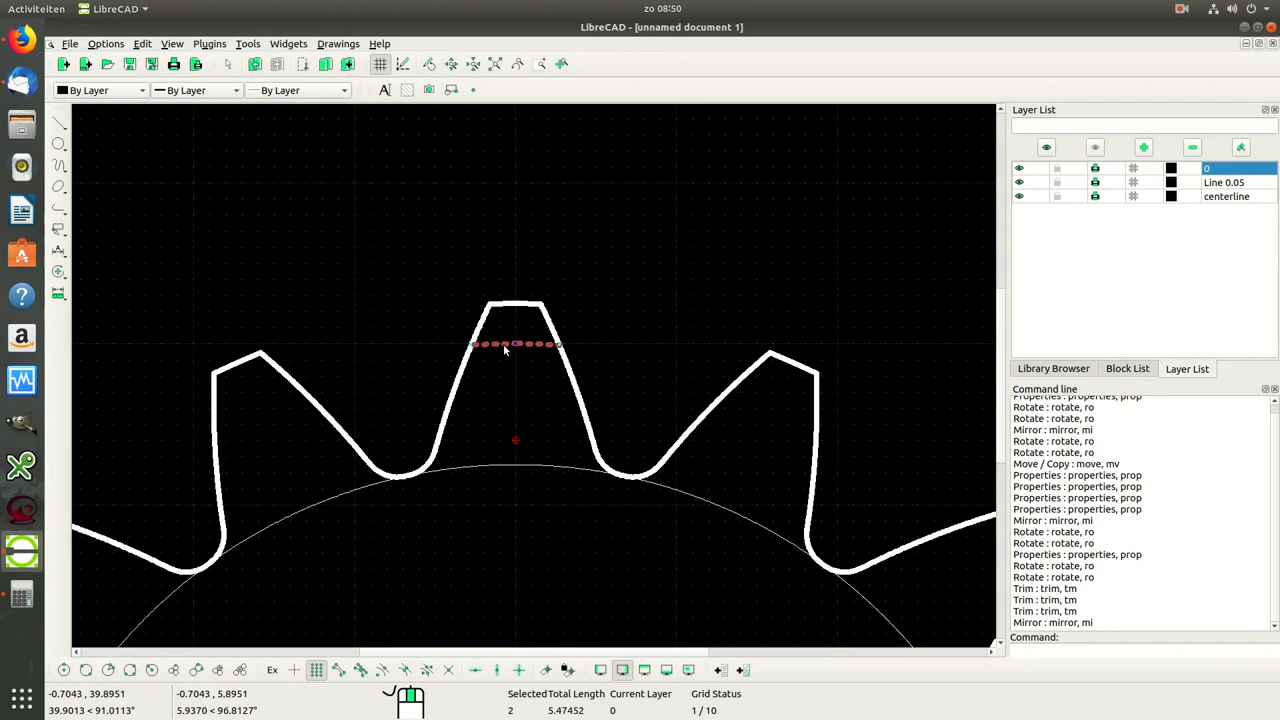 Activiteiten LibreCAD zo 08:50
LibreCAD - [unnamed document 1]
File Options Edit View Plugins Tools Widgets Drawings Help
By Layer By Layer By Layer
Layer List
0
Line 0.05
centerline
Library Browser Block List Layer List
Command line
Properties : properties, prop
Rotate : rotate, ro
Rotate : rotate, ro
Mirror : mirror, mi
Rotate : rotate, ro
Rotate : rotate, ro
Move / Copy : move, mv
Properties : properties, prop
Properties : properties, prop
Properties : properties, prop
Properties : properties, prop
Mirror : mirror, mi
Rotate : rotate, ro
Rotate : rotate, ro
Properties : properties, prop
Rotate : rotate, ro
Rotate : rotate, ro
Trim : trim, tm
Trim : trim, tm
Trim : trim, tm
Mirror : mirror, mi
Command:
Ex
-0.7043 , 39.8951 -0.7043 , 5.8951 Selected Total Length Current Layer Grid Status
39.9013 < 91.0113° 5.9370 < 96.8127° 2 5.47452 0 1 / 10